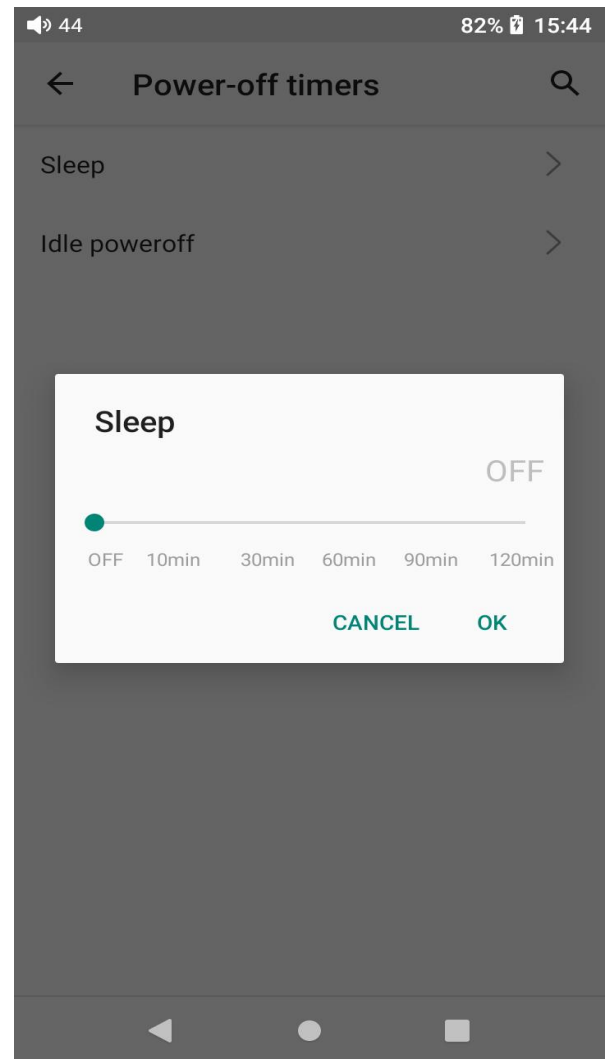 44 82% 15:44
Power-off timers
Sleep
Idle poweroff
Sleep
OFF
OFF 10min 30min 60min 90min 120min
CANCEL OK